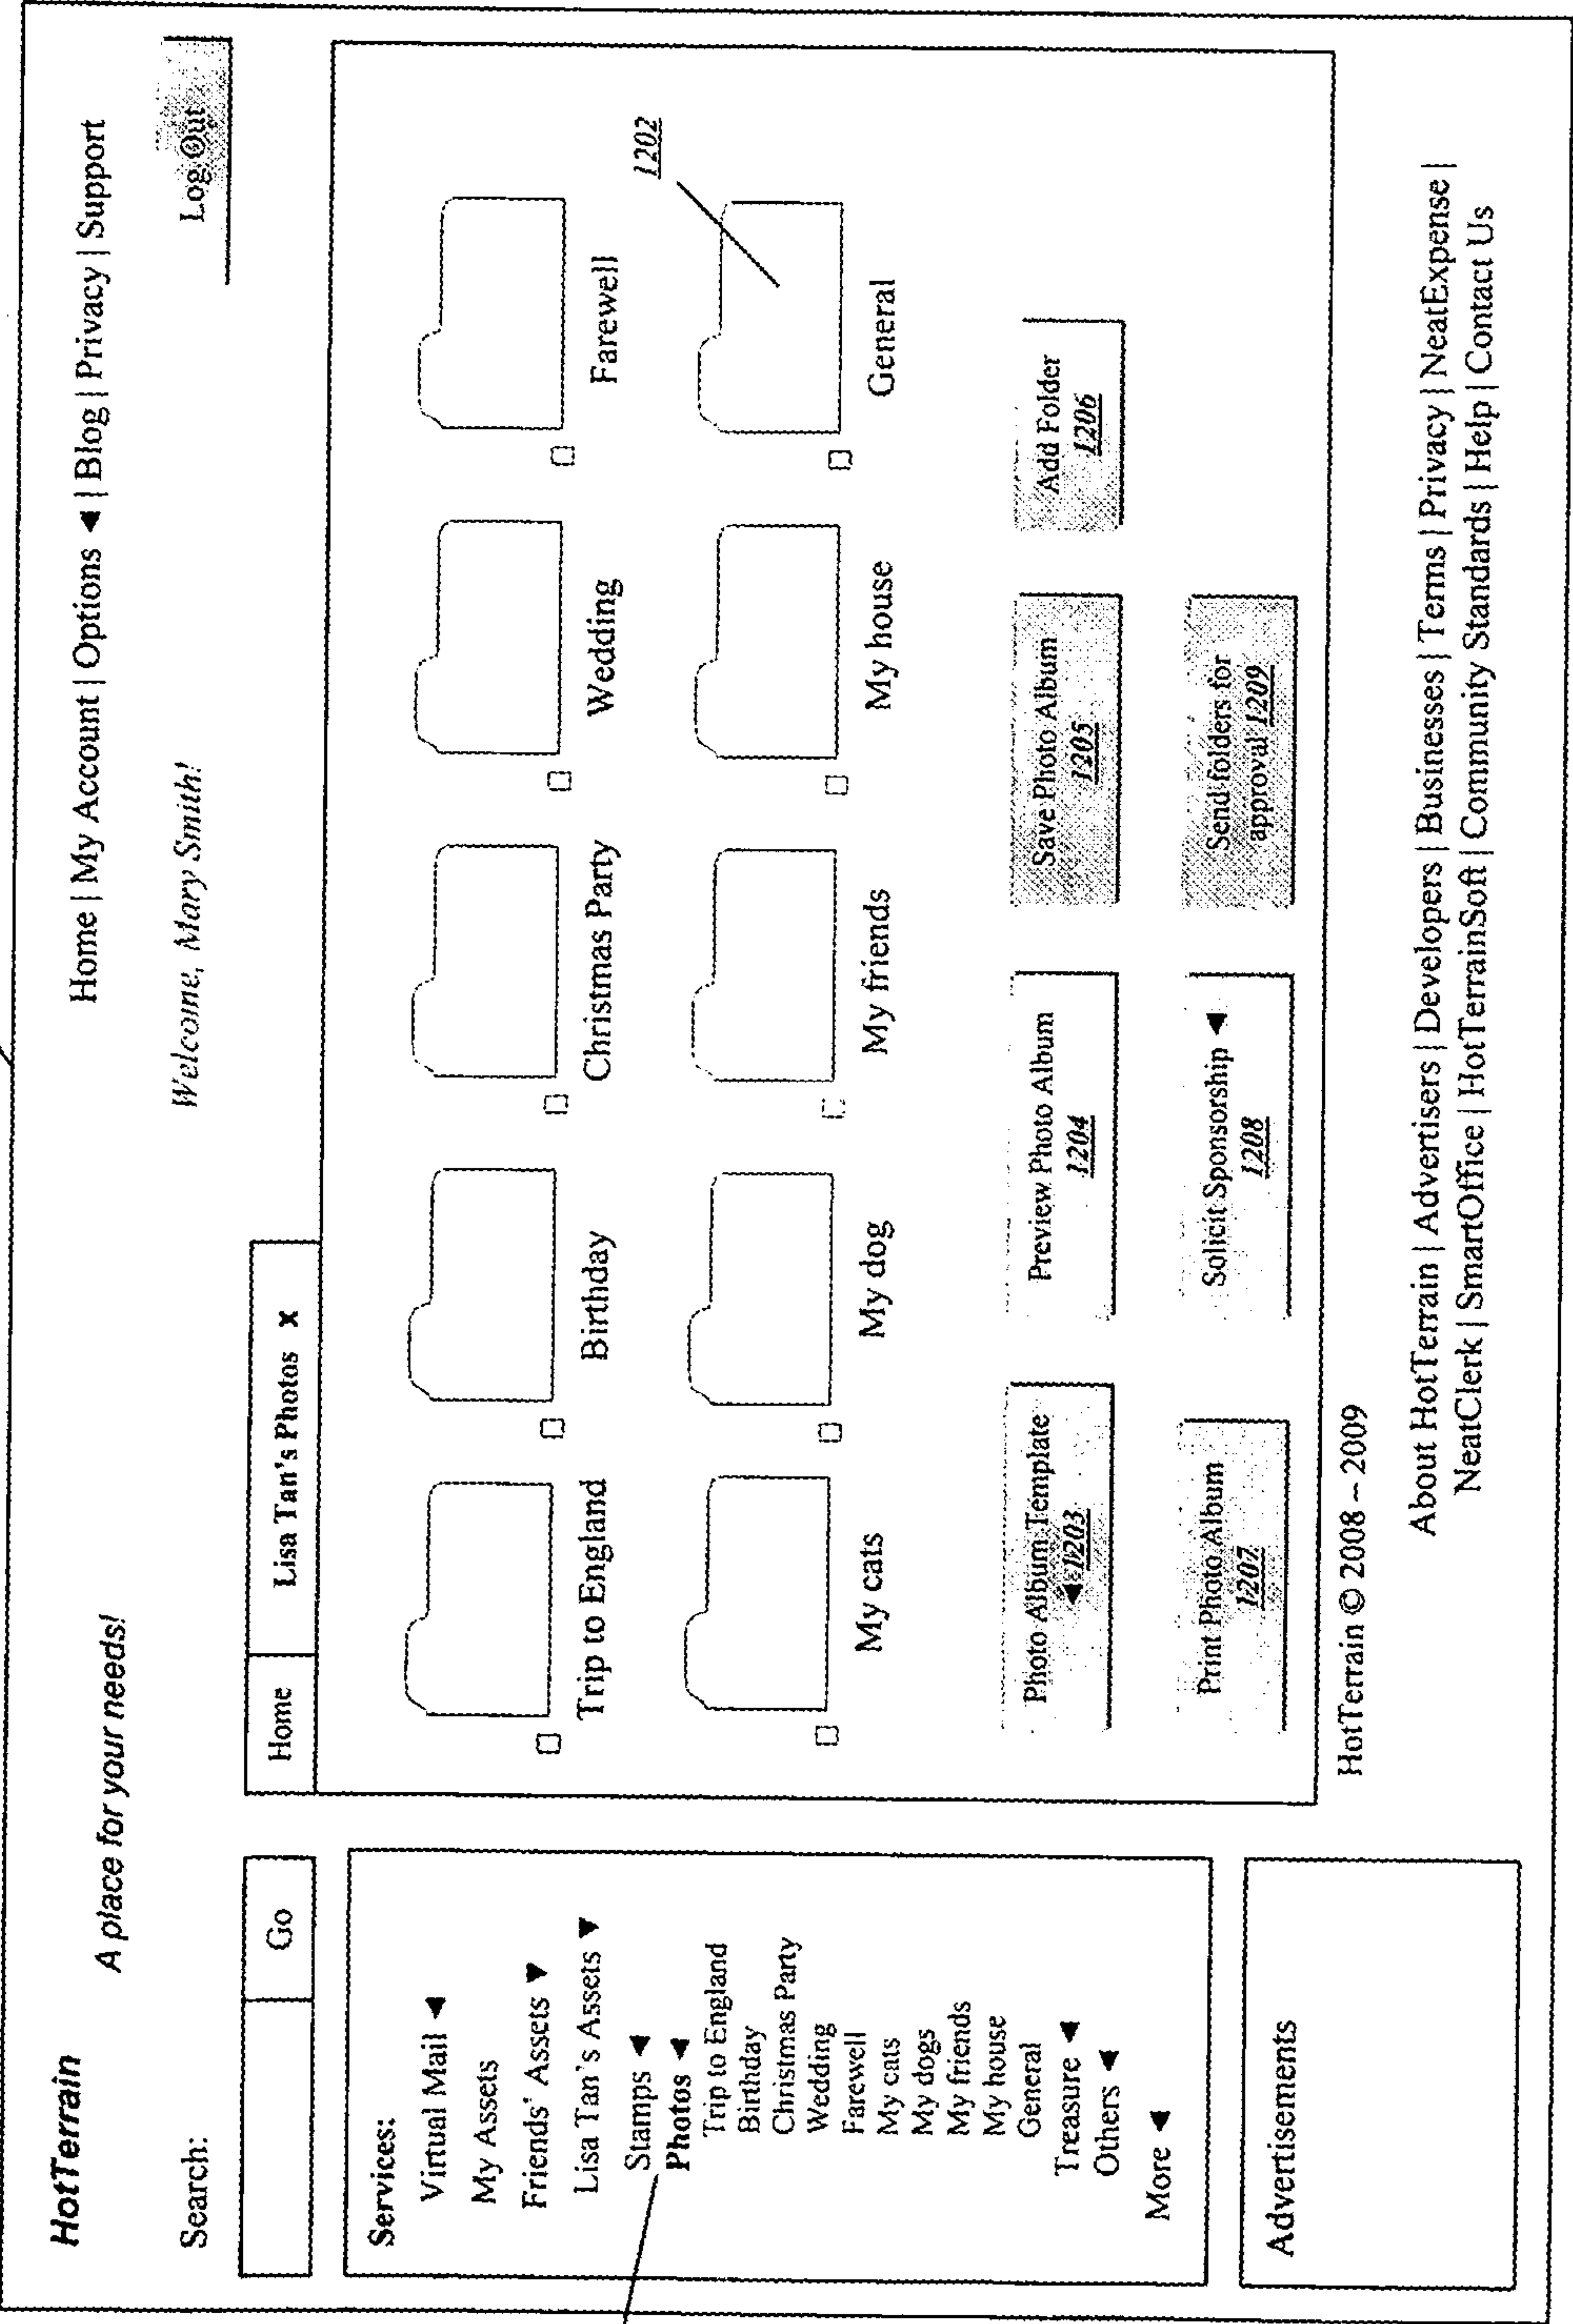 HotTerrain
A place for your needs!
Home | My Account | Options ◀ | Blog | Privacy | Support
Search:
Go
Welcome, Mary Smith!
Log Out
Home
Lisa Tan's Photos X
Services:
Virtual Mail ◀
My Assets
Friends' Assets ▼
Lisa Tan's Assets ▼
Stamps ◀
Photos ◀
Trip to England
Birthday
Christmas Party
Wedding
Farewell
My cats
My dogs
My friends
My house
General
Treasure ◀
Others ◀
More ◀
Advertisements
Trip to England
Birthday
Christmas Party
Wedding
Farewell
1202
My cats
My dog
My friends
My house
General
Photo Album Template
◀ 1203
Preview Photo Album
1204
Save Photo Album
1205
Add Folder
1206
Print Photo Album
1207
Solicit Sponsorship ◀
1208
Send folders for
approval 1209
HotTerrain © 2008 – 2009
About HotTerrain | Advertisers | Developers | Businesses | Terms | Privacy | NeatExpense |
NeatClerk | SmartOffice | HotTerrainSoft | Community Standards | Help | Contact Us